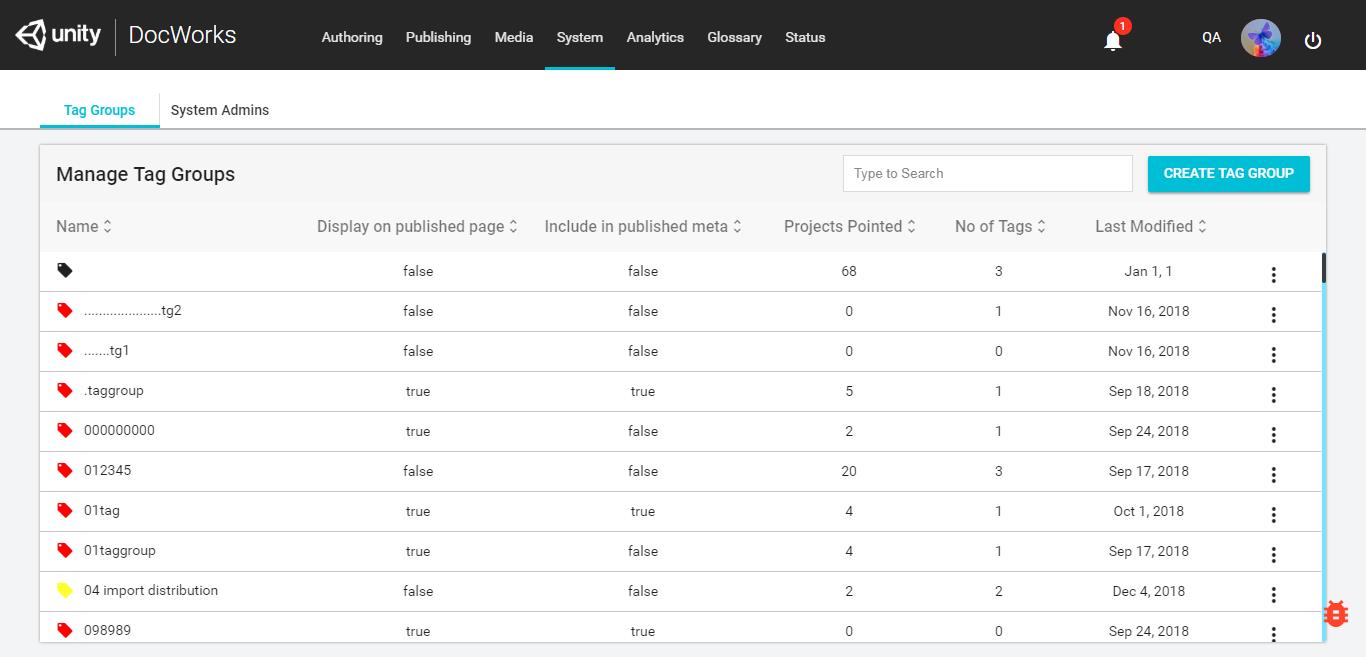 unity DocWorks Authoring Publishing Media System Analytics Glossary Status 1 QA
Tag Groups System Admins
Manage Tag Groups Type to Search CREATE TAG GROUP
Name Display on published page Include in published meta Projects Pointed No of Tags Last Modified
false false 68 3 Jan 1, 1
.....................tg2 false false 0 1 Nov 16, 2018
.......tg1 false false 0 0 Nov 16, 2018
.taggroup true true 5 1 Sep 18, 2018
000000000 true false 2 1 Sep 24, 2018
012345 false false 20 3 Sep 17, 2018
01tag true true 4 1 Oct 1, 2018
01taggroup true false 4 1 Sep 17, 2018
04 import distribution false false 2 2 Dec 4, 2018
098989 true true 0 0 Sep 24, 2018